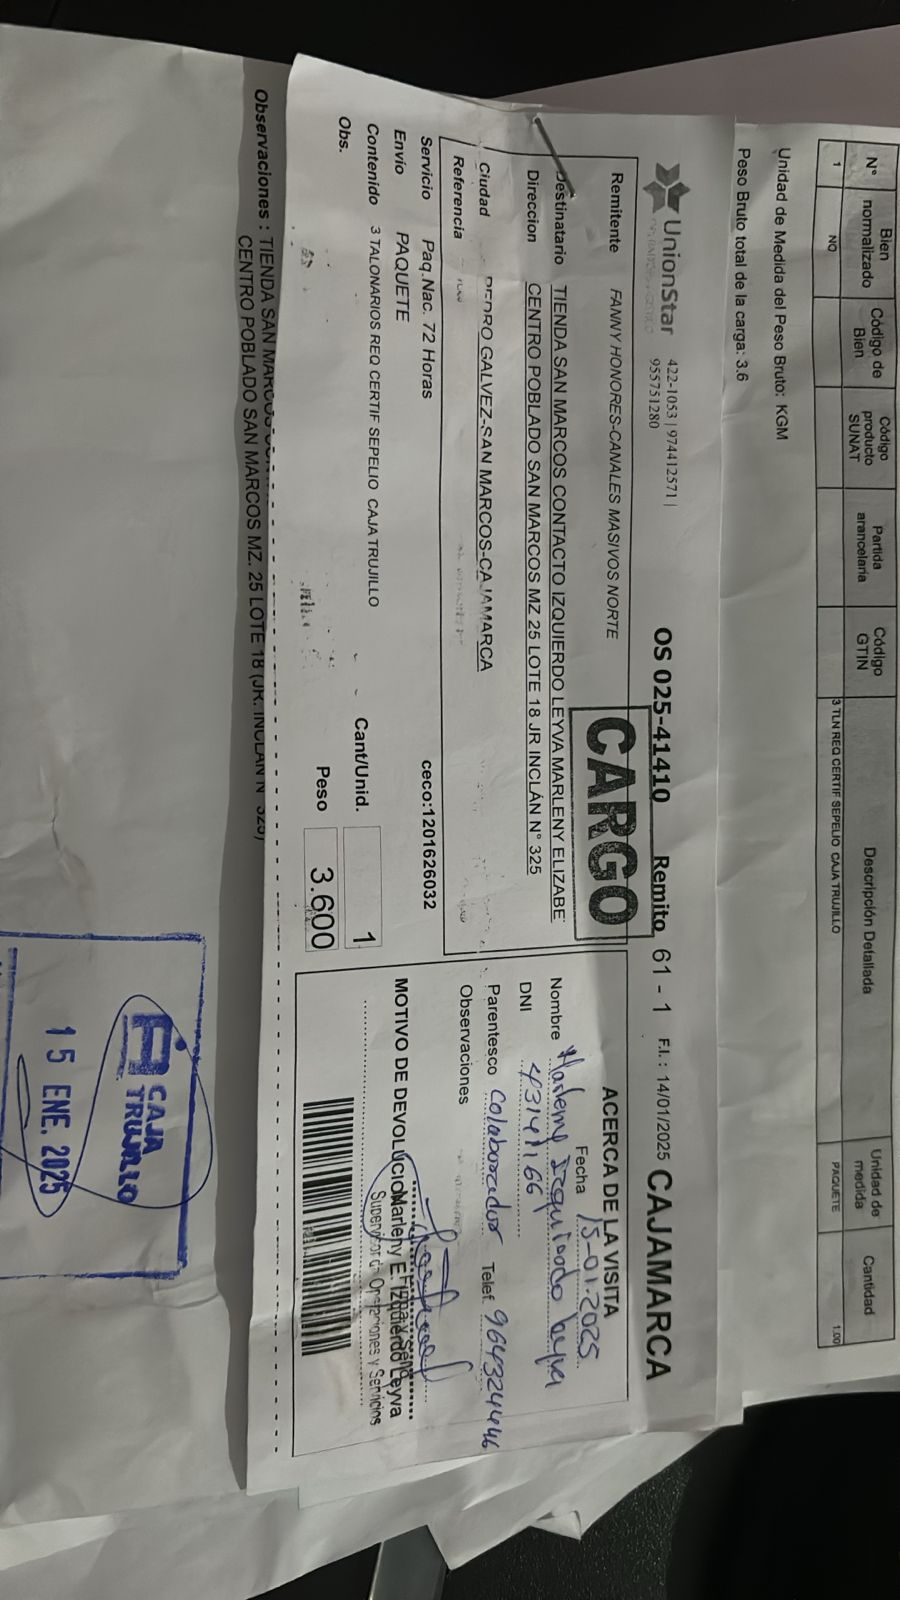 N° Bien normalizado Código de Bien Código producto SUNAT Partida arancelaria Código GTIN Descripción Detallada Unidad de medida Cantidad
1 NO 3 TLN REQ CERTIF SEPELIO CAJA TRUJILLO PAQUETE 1.00
Unidad de Medida del Peso Bruto: KGM
Peso Bruto total de la carga: 3.6
UnionStar 422-1053 | 974412571 |
955751280
OS 025-41410 Remito 61 - 1 F.I.: 14/01/2025 CAJAMARCA
CARGO
Remitente FANNY HONORES-CANALES MASIVOS NORTE
Destinatario TIENDA SAN MARCOS CONTACTO IZQUIERDO LEYVA MARLENY ELIZABE
Direccion CENTRO POBLADO SAN MARCOS MZ 25 LOTE 18 JR INCLÁN N° 325
Ciudad PEDRO GALVEZ-SAN MARCOS-CAJAMARCA
Referencia
Servicio Paq.Nac. 72 Horas ceco:1201626032
Envio PAQUETE
Contenido 3 TALONARIOS REQ CERTIF SEPELIO CAJA TRUJILLO
Obs.
Cant/Unid. 1
Peso 3.600
ACERCA DE LA VISITA
Fecha 15-01-2025
Nombre Marleny Izquierdo Leyva
DNI 43141166
Parentesco Colaborador Telef. 964324446
Observaciones
MOTIVO DE DEVOLUCION
Marleny E. Izquierdo Leyva
Supervisor de Operaciones y Servicios
Observaciones : TIENDA SAN MARCOS
CENTRO POBLADO SAN MARCOS MZ. 25 LOTE 18 (JR. INCLAN N° 325)
CAJA
TRUJILLO
15 ENE. 2025